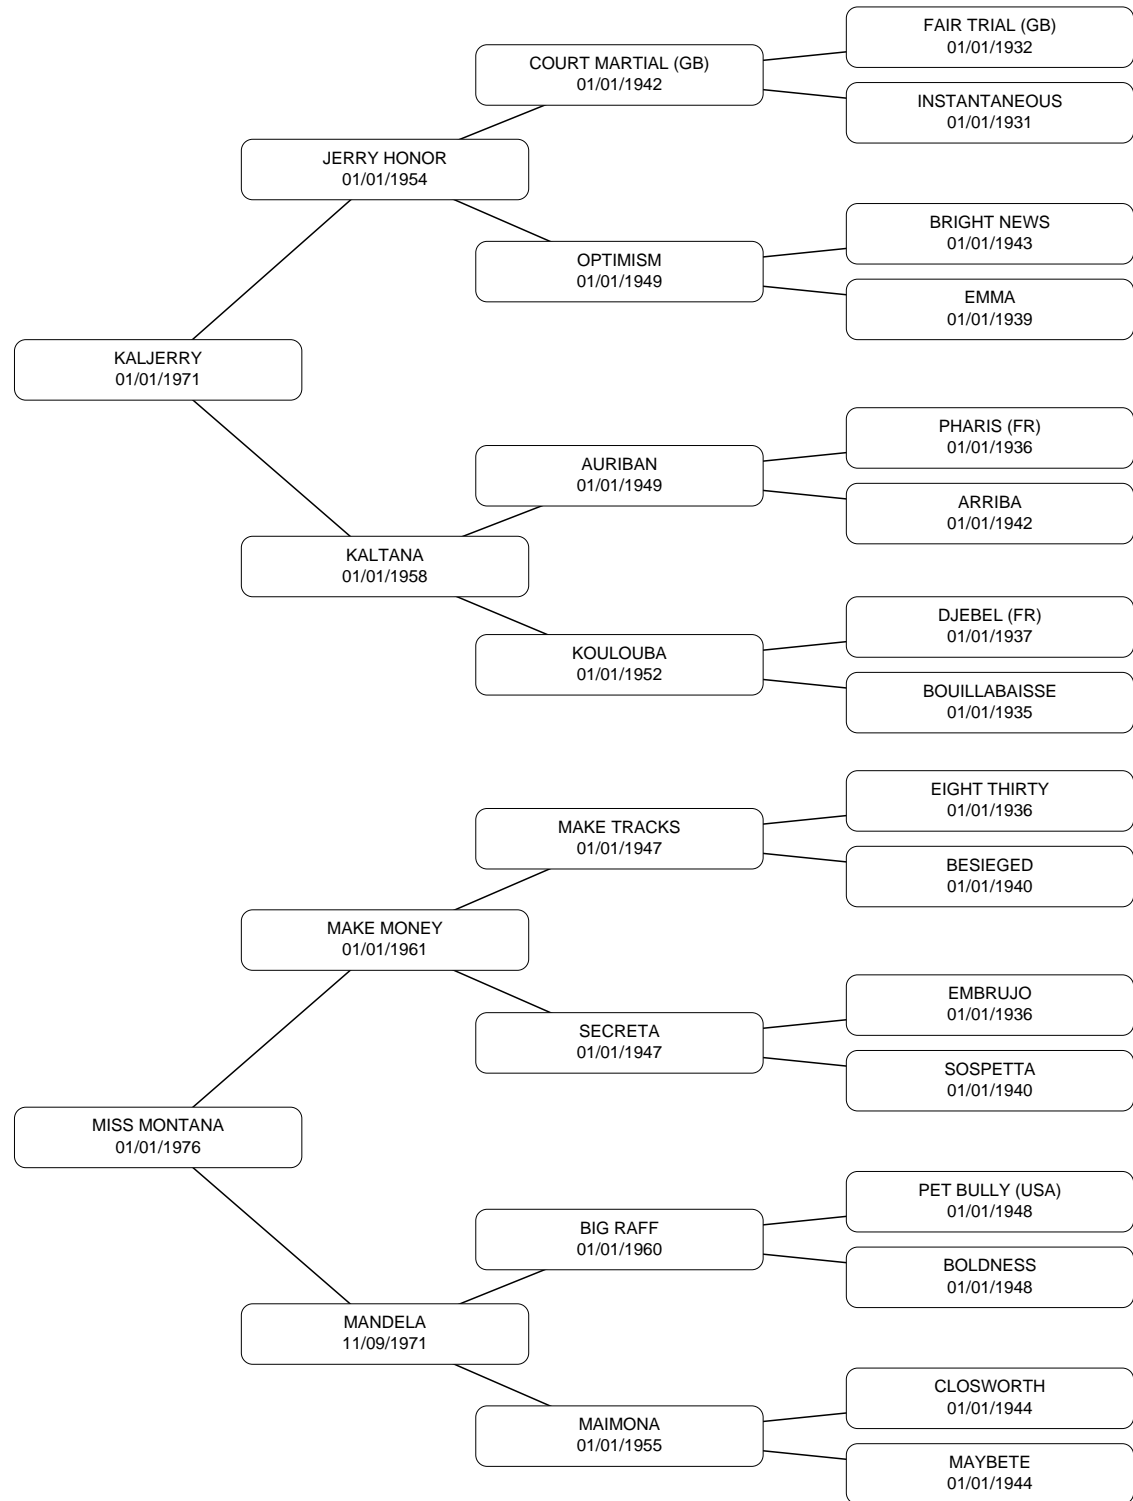 FAIR TRIAL (GB)
01/01/1932
COURT MARTIAL (GB)
01/01/1942
INSTANTANEOUS
01/01/1931
JERRY HONOR
01/01/1954
BRIGHT NEWS
01/01/1943
OPTIMISM
01/01/1949
EMMA
01/01/1939
KALJERRY
01/01/1971
PHARIS (FR)
01/01/1936
AURIBAN
01/01/1949
ARRIBA
01/01/1942
KALTANA
01/01/1958
DJEBEL (FR)
01/01/1937
KOULOUBA
01/01/1952
BOUILLABAISSE
01/01/1935
EIGHT THIRTY
01/01/1936
MAKE TRACKS
01/01/1947
BESIEGED
01/01/1940
MAKE MONEY
01/01/1961
EMBRUJO
01/01/1936
SECRETA
01/01/1947
SOSPETTA
01/01/1940
MISS MONTANA
01/01/1976
PET BULLY (USA)
01/01/1948
BIG RAFF
01/01/1960
BOLDNESS
01/01/1948
MANDELA
11/09/1971
CLOSWORTH
01/01/1944
MAIMONA
01/01/1955
MAYBETE
01/01/1944